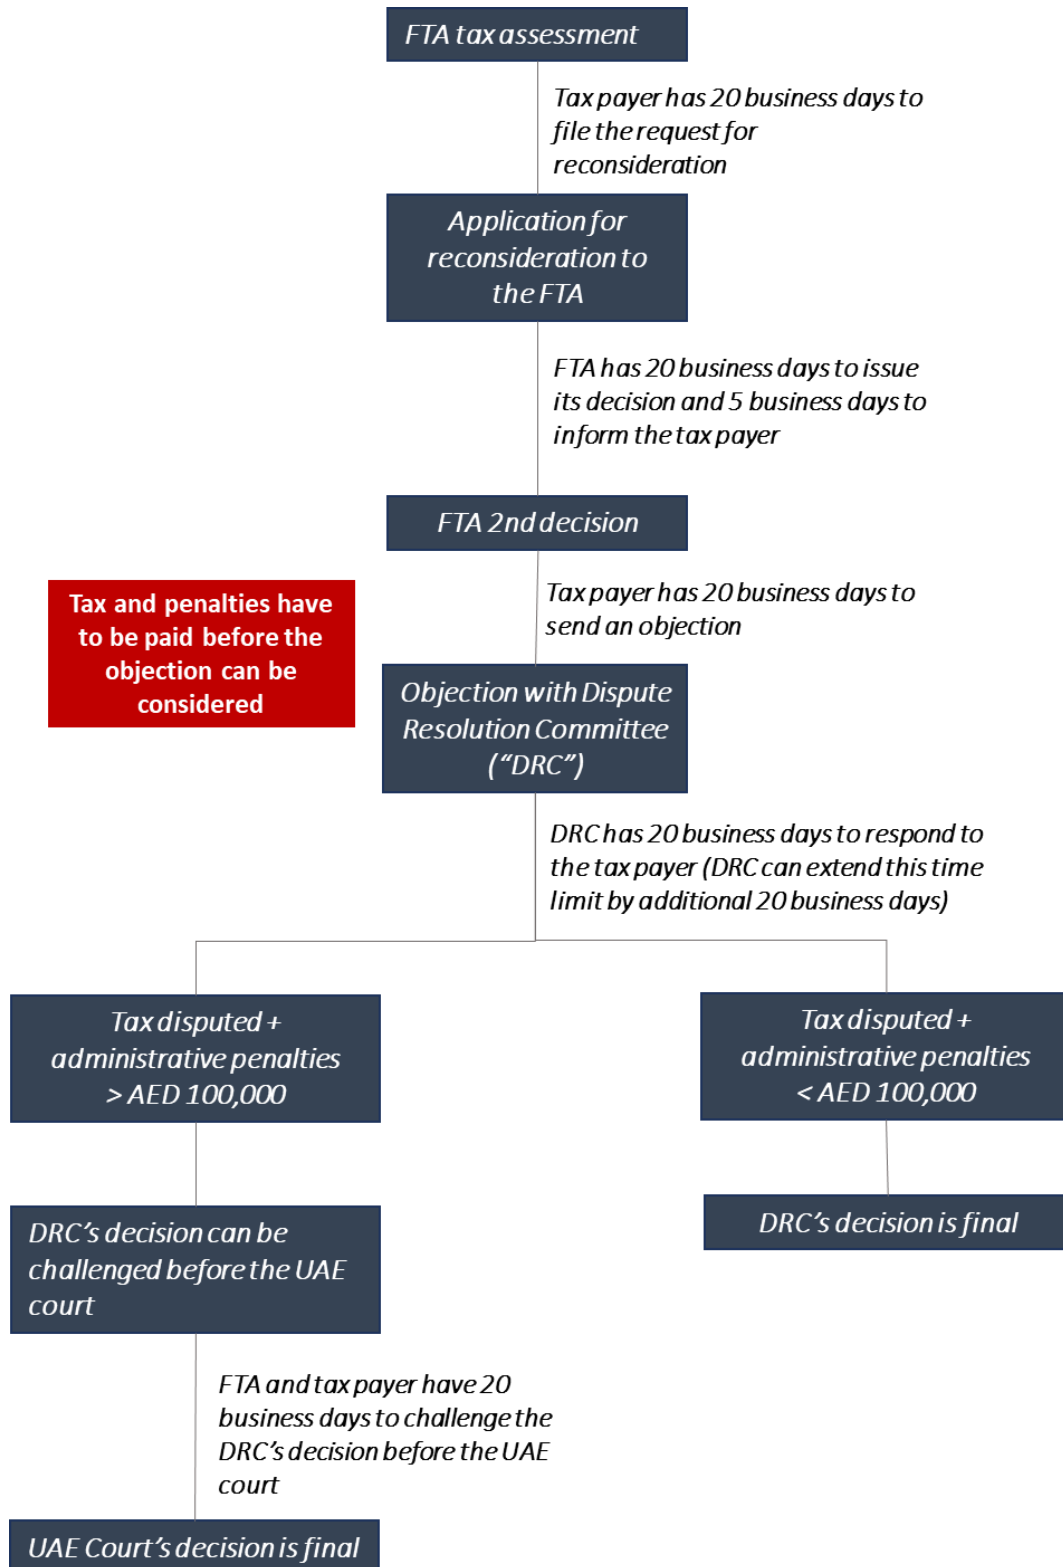 FTA tax assessment
Tax payer has 20 business days to
file the request for
reconsideration
Application for
reconsideration to
the FTA
FTA has 20 business days to issue
its decision and 5 business days to
inform the tax payer
FTA 2nd decision
Tax payer has 20 business days to
send an objection
Tax and penalties have
to be paid before the
objection can be
considered
Objection with Dispute
Resolution Committee
(“DRC”)
DRC has 20 business days to respond to
the tax payer (DRC can extend this time
limit by additional 20 business days)
Tax disputed +
administrative penalties
> AED 100,000
Tax disputed +
administrative penalties
< AED 100,000
DRC’s decision can be
challenged before the UAE
court
DRC’s decision is final
FTA and tax payer have 20
business days to challenge the
DRC’s decision before the UAE
court
UAE Court’s decision is final